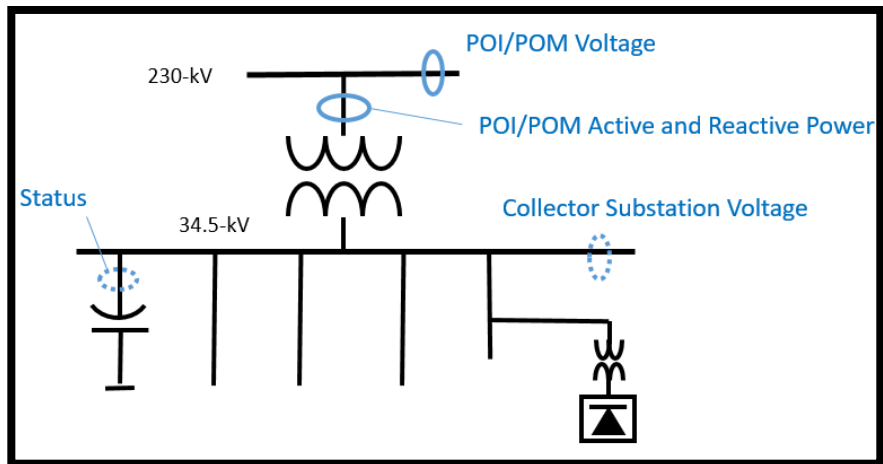 POI/POM Voltage
230-kV
POI/POM Active and Reactive Power
Status
34.5-kV
Collector Substation Voltage